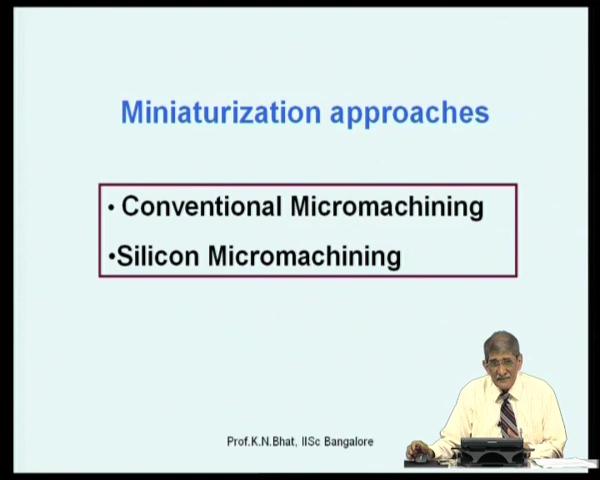 Miniaturization approaches
• Conventional Micromachining
•Silicon Micromachining
Prof.K.N.Bhat, IISc Bangalore